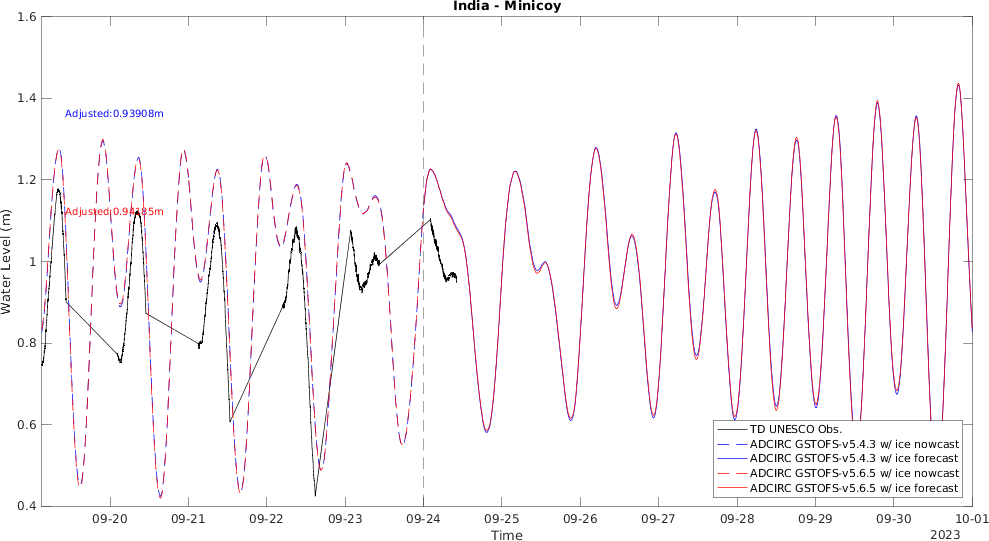 India - Minicoy
1.6
1.4
1.2
1
0.8
0.6
0.4
Water Level (m)
Adjusted:0.93908m
Adjusted:0.94185m
TD UNESCO Obs.
ADCIRC GSTOFS-v5.4.3 w/ ice nowcast
ADCIRC GSTOFS-v5.4.3 w/ ice forecast
ADCIRC GSTOFS-v5.6.5 w/ ice nowcast
ADCIRC GSTOFS-v5.6.5 w/ ice forecast
09-20 09-21 09-22 09-23 09-24 09-25 09-26 09-27 09-28 09-29 09-30 10-01
Time
2023